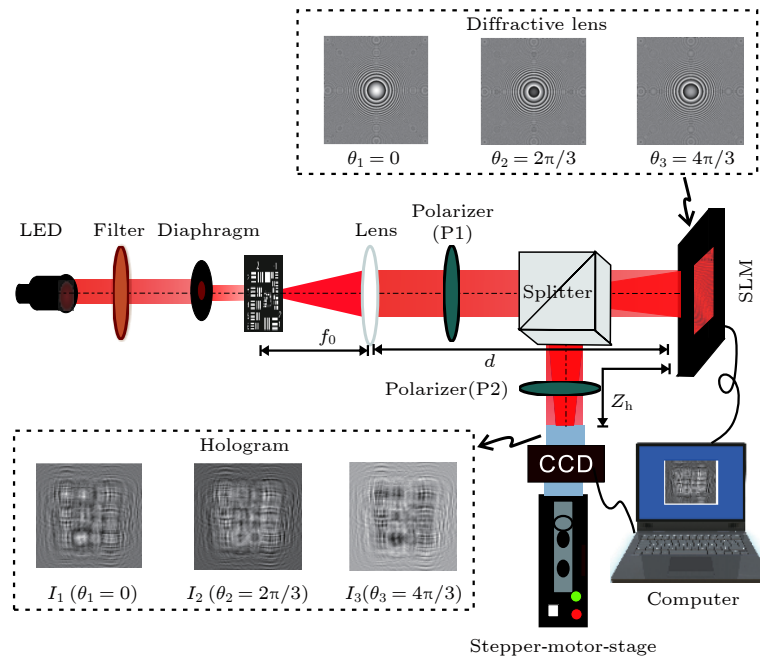 Diffractive lens
θ₁ = 0
θ₂ = 2π/3
θ₃ = 4π/3
LED
Filter
Diaphragm
Lens
Polarizer
(P1)
Splitter
SLM
f₀
d
Polarizer(P2)
Zₕ
Hologram
CCD
I₁ (θ₁ = 0)
I₂ (θ₂ = 2π/3)
I₃(θ₃ = 4π/3)
Computer
Stepper-motor-stage